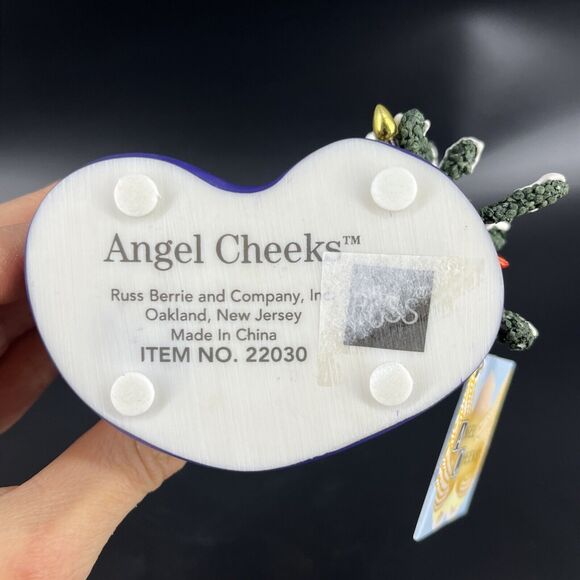 Angel Cheeks™
Russ Berrie and Company, Inc.
Oakland, New Jersey
Made In China
ITEM NO. 22030
RUSS